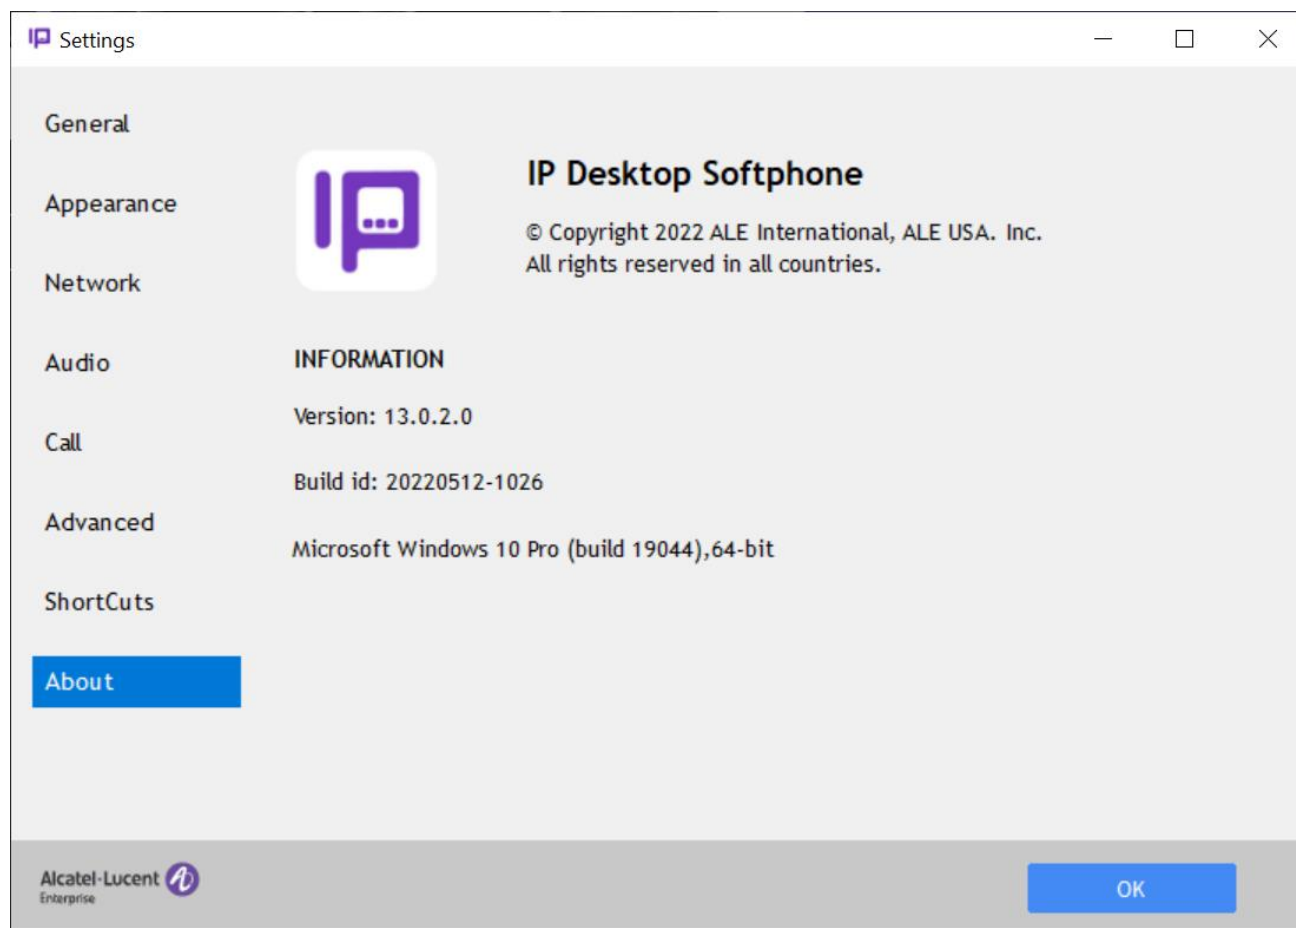 Settings
General
Appearance
Network
Audio
Call
Advanced
ShortCuts
About
IP Desktop Softphone
© Copyright 2022 ALE International, ALE USA. Inc.
All rights reserved in all countries.
INFORMATION
Version: 13.0.2.0
Build id: 20220512-1026
Microsoft Windows 10 Pro (build 19044),64-bit
Alcatel·Lucent
Enterprise
OK